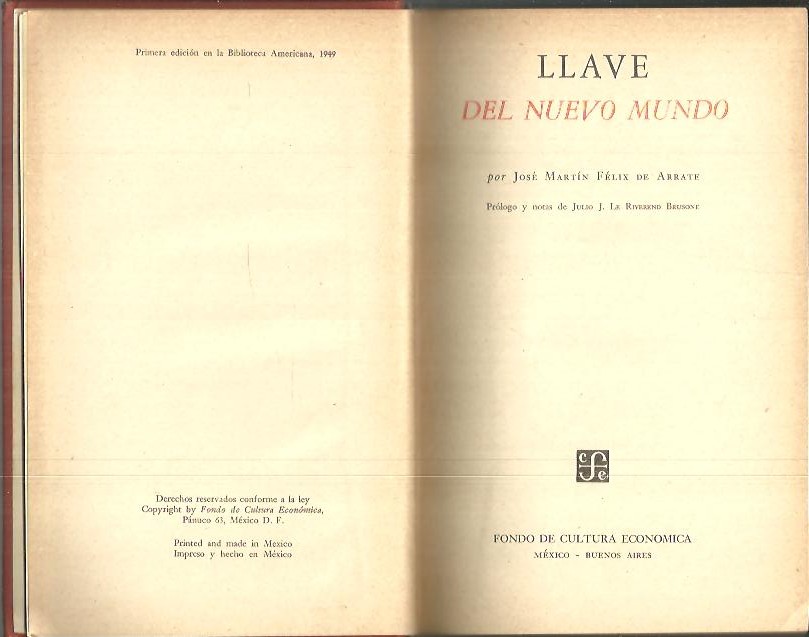 Primera edición en la Biblioteca Americana, 1949
Derechos reservados conforme a la ley
Copyright by Fondo de Cultura Económica,
Pánuco 63, México D. F.
Printed and made in Mexico
Impreso y hecho en México
LLAVE
DEL NUEVO MUNDO
por José Martín Félix de Arrate
Prólogo y notas de Julio J. Le Riverend Brusone
cfe
FONDO DE CULTURA ECONOMICA
MÉXICO - BUENOS AIRES